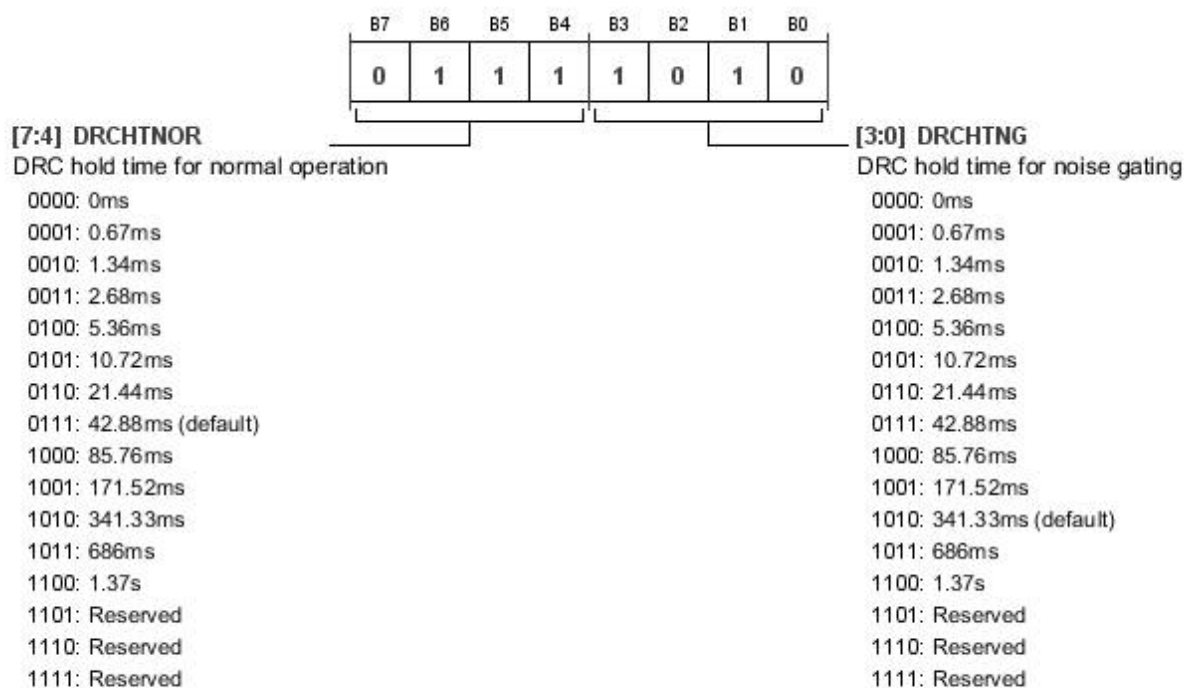 B7 B6 B5 B4 B3 B2 B1 B0
0 1 1 1 1 0 1 0
[7:4] DRCHTNOR
DRC hold time for normal operation
0000: 0ms
0001: 0.67ms
0010: 1.34ms
0011: 2.68ms
0100: 5.36ms
0101: 10.72ms
0110: 21.44ms
0111: 42.88ms (default)
1000: 85.76ms
1001: 171.52ms
1010: 341.33ms
1011: 686ms
1100: 1.37s
1101: Reserved
1110: Reserved
1111: Reserved
[3:0] DRCHTNG
DRC hold time for noise gating
0000: 0ms
0001: 0.67ms
0010: 1.34ms
0011: 2.68ms
0100: 5.36ms
0101: 10.72ms
0110: 21.44ms
0111: 42.88ms
1000: 85.76ms
1001: 171.52ms
1010: 341.33ms (default)
1011: 686ms
1100: 1.37s
1101: Reserved
1110: Reserved
1111: Reserved